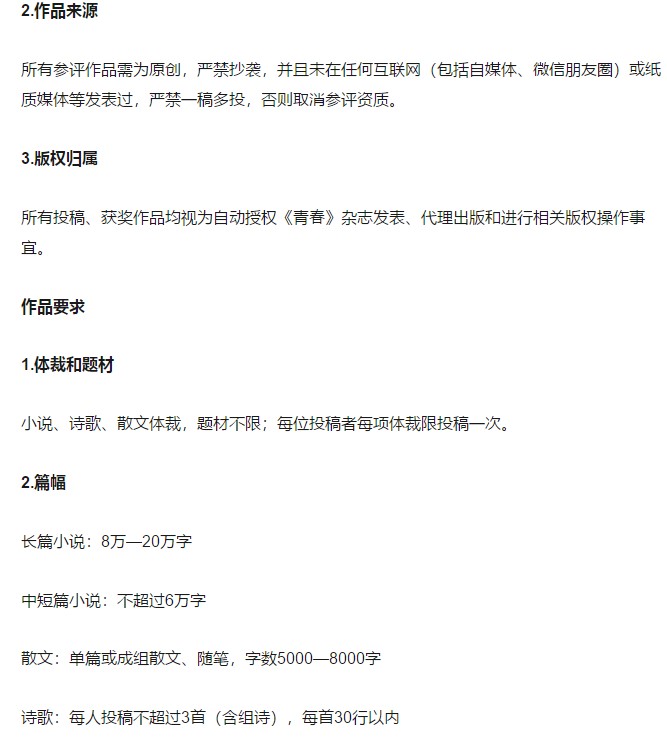 2.作品来源
所有参评作品需为原创，严禁抄袭，并且未在任何互联网（包括自媒体、微信朋友圈）或纸
质媒体等发表过，严禁一稿多投，否则取消参评资质。
3.版权归属
所有投稿、获奖作品均视为自动授权《青春》杂志发表、代理出版和进行相关版权操作事
宜。
作品要求
1.体裁和题材
小说、诗歌、散文体裁，题材不限；每位投稿者每项体裁限投稿一次。
2.篇幅
长篇小说：8万—20万字
中短篇小说：不超过6万字
散文：单篇或成组散文、随笔，字数5000—8000字
诗歌：每人投稿不超过3首（含组诗），每首30行以内